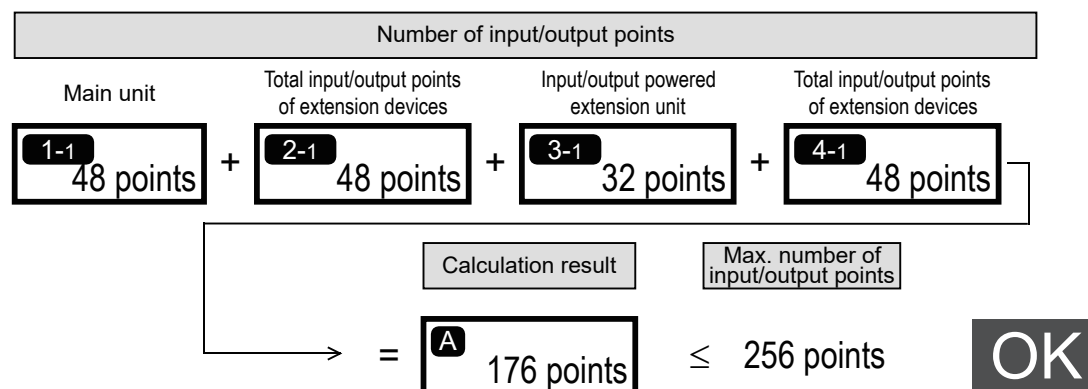 Number of input/output points
Main unit
Total input/output points
of extension devices
Input/output powered
extension unit
Total input/output points
of extension devices
1-1
48 points
+
2-1
48 points
+
3-1
32 points
+
4-1
48 points
Calculation result
Max. number of
input/output points
=
A
176 points
≤ 256 points
OK